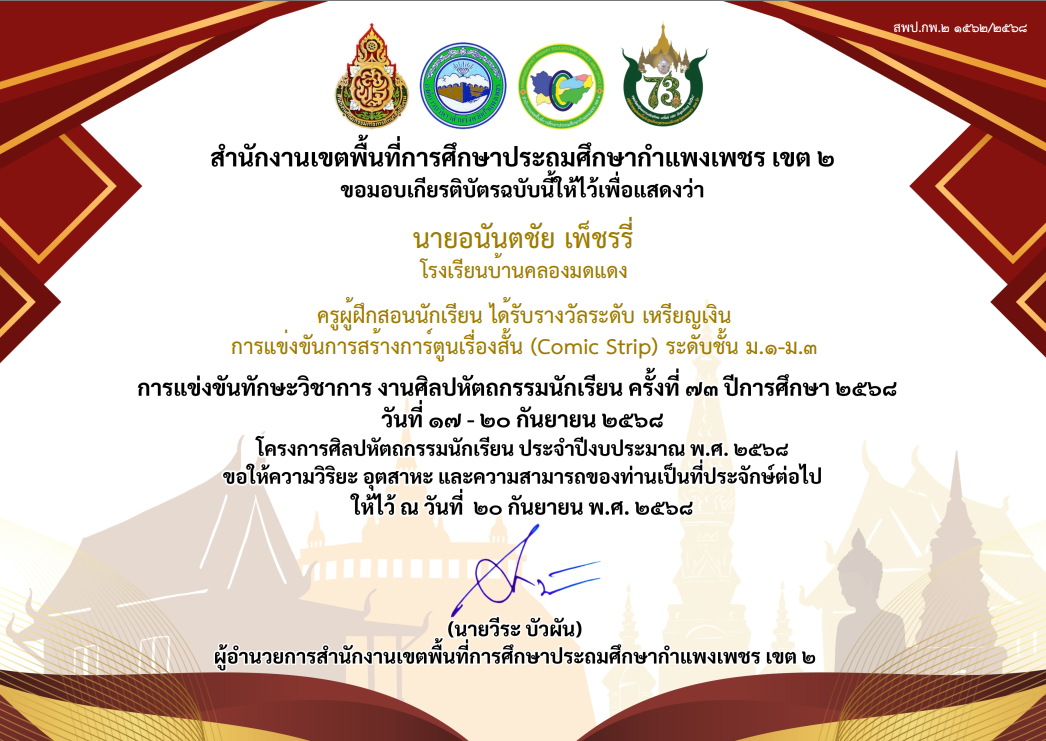 สพป.กพ.๒ ๑๕๖๒/๒๕๖๘
73
สำนักงานเขตพื้นที่การศึกษาประถมศึกษากำแพงเพชร เขต ๒
ขอมอบเกียรติบัตรฉบับนี้ให้ไว้เพื่อแสดงว่า
นายอนันตชัย เพ็ชรรี่
โรงเรียนบ้านคลองมดแดง
ครูผู้ฝึกสอนนักเรียน ได้รับรางวัลระดับ เหรียญเงิน
การแข่งขันการสร้างการ์ตูนเรื่องสั้น (Comic Strip) ระดับชั้น ม.๑-ม.๓
การแข่งขันทักษะวิชาการ งานศิลปหัตถกรรมนักเรียน ครั้งที่ ๗๓ ปีการศึกษา ๒๕๖๘
วันที่ ๑๗ - ๒๐ กันยายน ๒๕๖๘
โครงการศิลปหัตถกรรมนักเรียน ประจำปีงบประมาณ พ.ศ. ๒๕๖๘
ขอให้ความวิริยะ อุตสาหะ และความสามารถของท่านเป็นที่ประจักษ์ต่อไป
ให้ไว้ ณ วันที่ ๒๐ กันยายน พ.ศ. ๒๕๖๘
(นายวีระ บัวผัน)
ผู้อำนวยการสำนักงานเขตพื้นที่การศึกษาประถมศึกษากำแพงเพชร เขต ๒